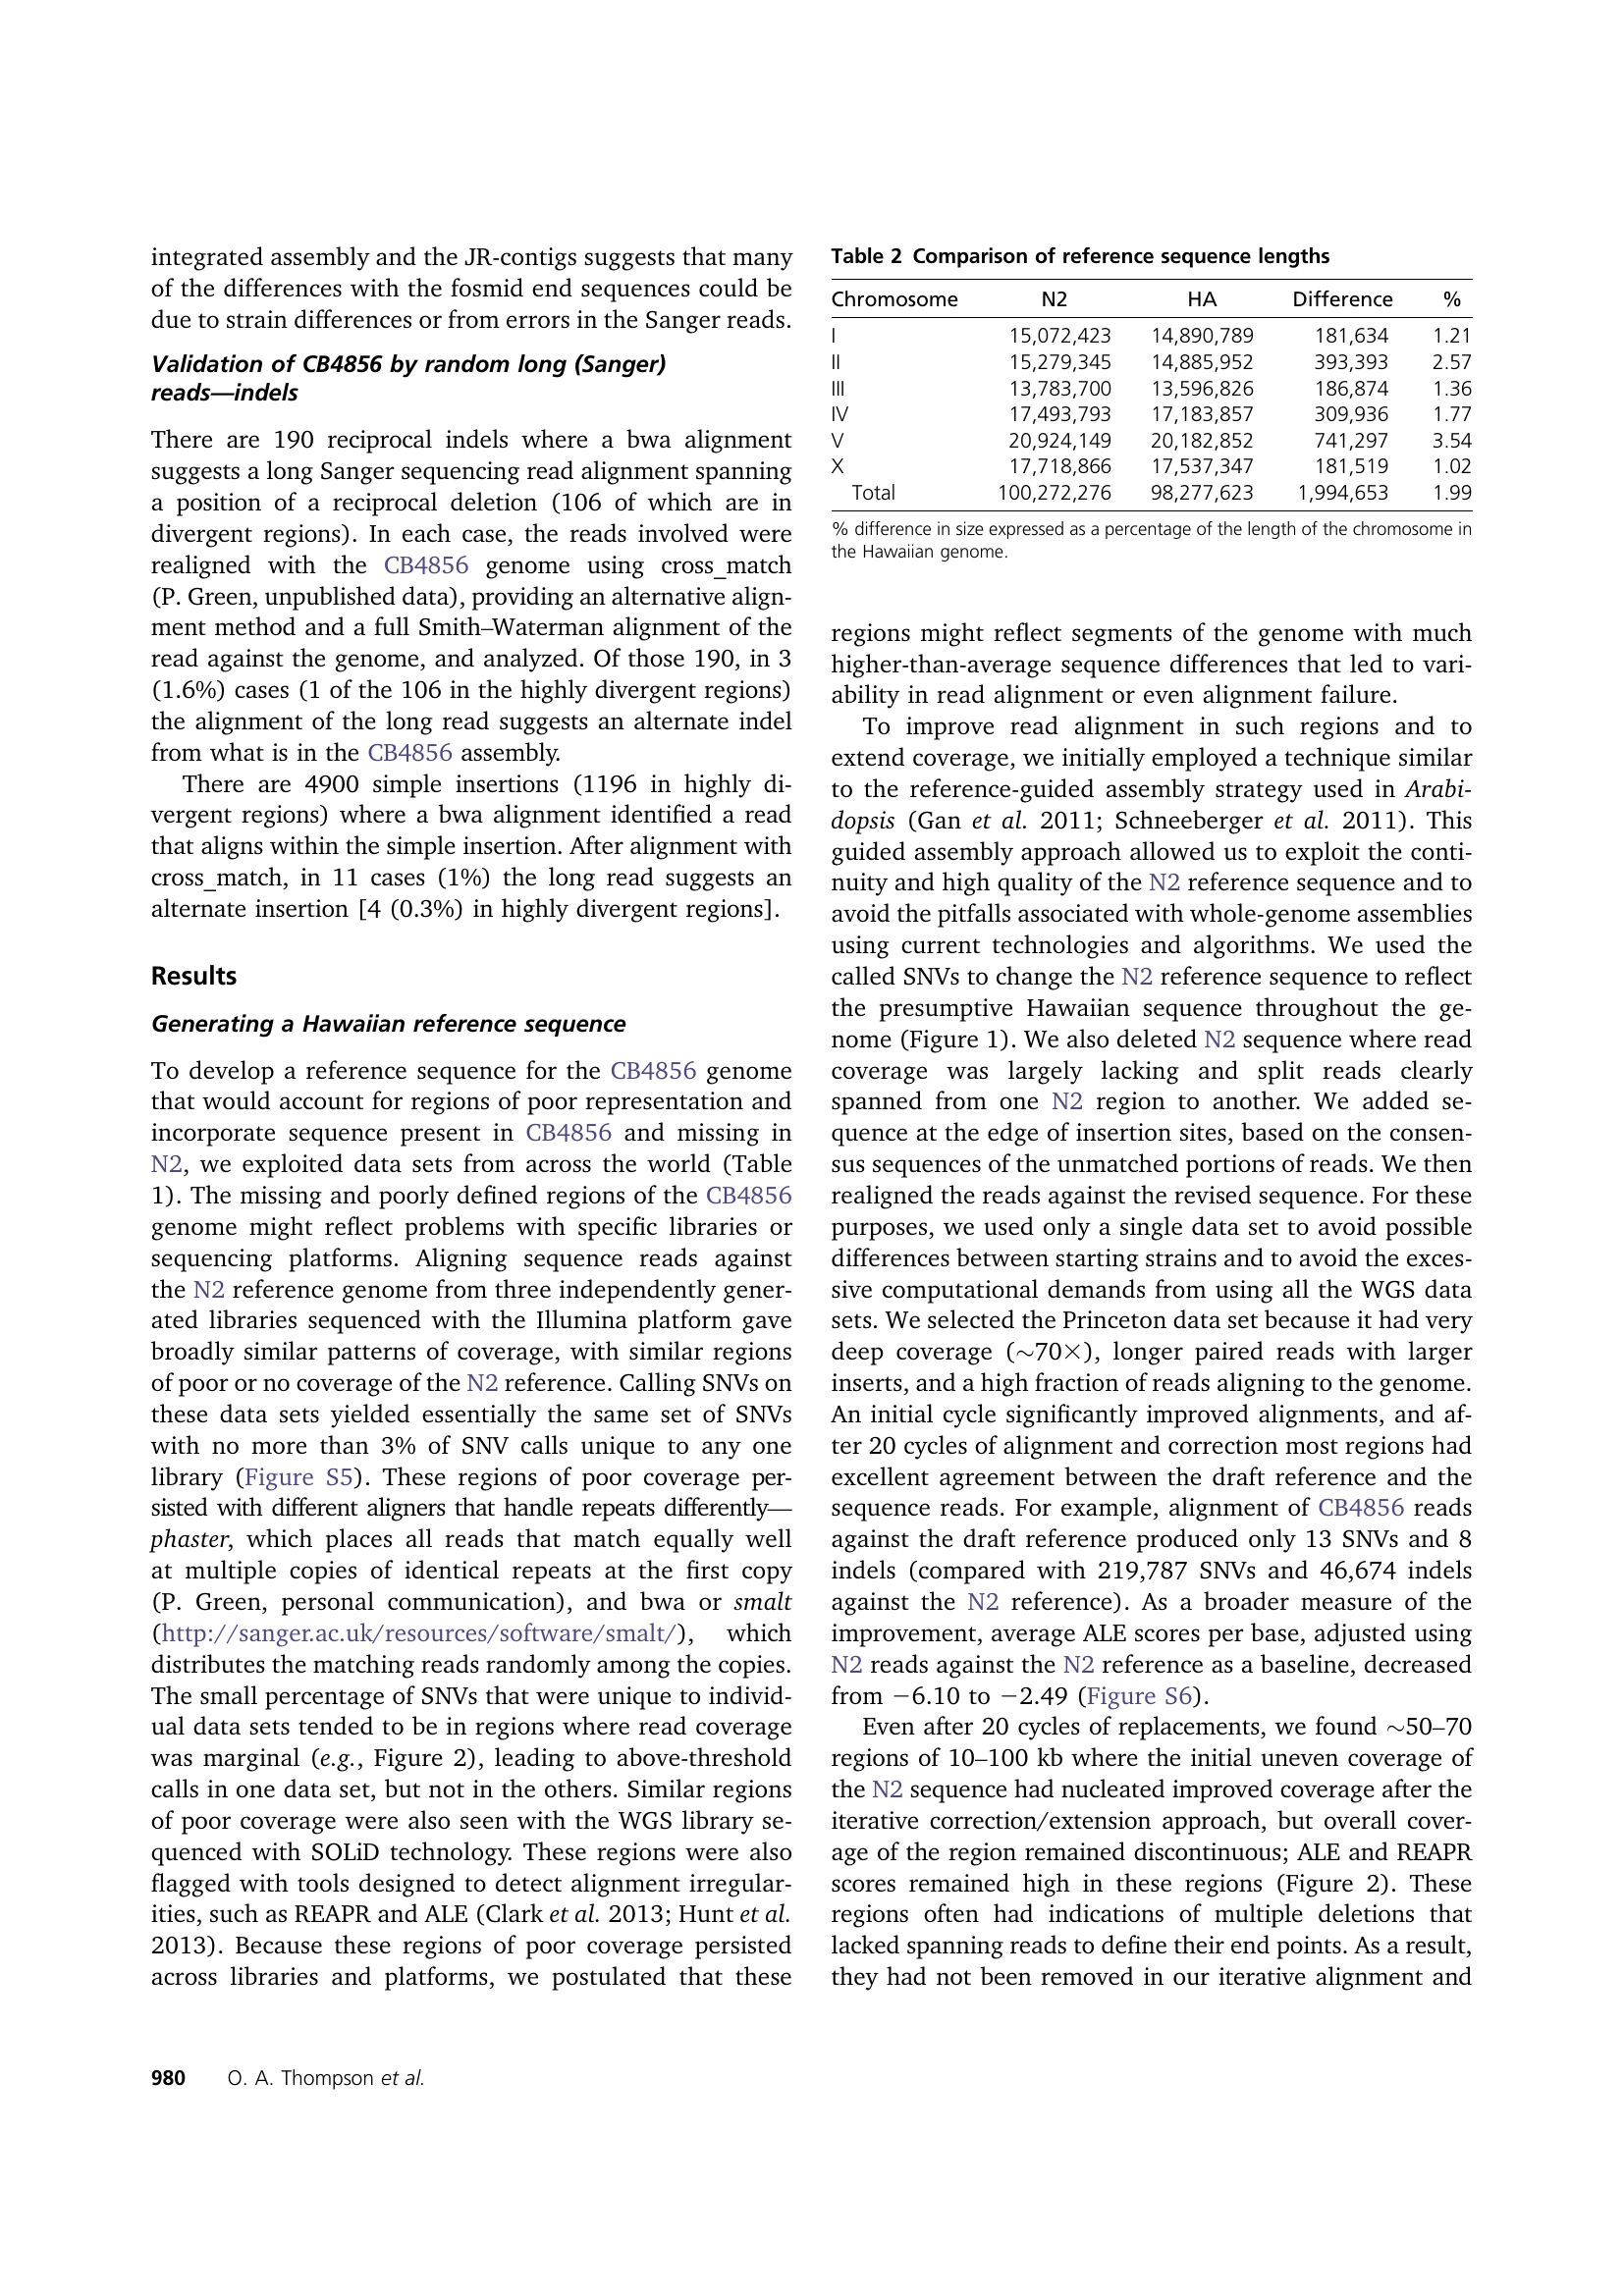 integrated assembly and the JR-contigs suggests that many
of the differences with the fosmid end sequences could be
due to strain differences or from errors in the Sanger reads.
Validation of CB4856 by random long (Sanger)
reads—indels
There are 190 reciprocal indels where a bwa alignment
suggests a long Sanger sequencing read alignment spanning
a position of a reciprocal deletion (106 of which are in
divergent regions). In each case, the reads involved were
realigned with the CB4856 genome using cross_match
(P. Green, unpublished data), providing an alternative align-
ment method and a full Smith–Waterman alignment of the
read against the genome, and analyzed. Of those 190, in 3
(1.6%) cases (1 of the 106 in the highly divergent regions)
the alignment of the long read suggests an alternate indel
from what is in the CB4856 assembly.
There are 4900 simple insertions (1196 in highly di-
vergent regions) where a bwa alignment identified a read
that aligns within the simple insertion. After alignment with
cross_match, in 11 cases (1%) the long read suggests an
alternate insertion [4 (0.3%) in highly divergent regions].
Results
Generating a Hawaiian reference sequence
To develop a reference sequence for the CB4856 genome
that would account for regions of poor representation and
incorporate sequence present in CB4856 and missing in
N2, we exploited data sets from across the world (Table
1). The missing and poorly defined regions of the CB4856
genome might reflect problems with specific libraries or
sequencing platforms. Aligning sequence reads against
the N2 reference genome from three independently gener-
ated libraries sequenced with the Illumina platform gave
broadly similar patterns of coverage, with similar regions
of poor or no coverage of the N2 reference. Calling SNVs on
these data sets yielded essentially the same set of SNVs
with no more than 3% of SNV calls unique to any one
library (Figure S5). These regions of poor coverage per-
sisted with different aligners that handle repeats differently—
phaster, which places all reads that match equally well
at multiple copies of identical repeats at the first copy
(P. Green, personal communication), and bwa or smalt
(http://sanger.ac.uk/resources/software/smalt/), which
distributes the matching reads randomly among the copies.
The small percentage of SNVs that were unique to individ-
ual data sets tended to be in regions where read coverage
was marginal (e.g., Figure 2), leading to above-threshold
calls in one data set, but not in the others. Similar regions
of poor coverage were also seen with the WGS library se-
quenced with SOLiD technology. These regions were also
flagged with tools designed to detect alignment irregular-
ities, such as REAPR and ALE (Clark et al. 2013; Hunt et al.
2013). Because these regions of poor coverage persisted
across libraries and platforms, we postulated that these
Table 2 Comparison of reference sequence lengths
Chromosome N2 HA Difference %
I 15,072,423 14,890,789 181,634 1.21
II 15,279,345 14,885,952 393,393 2.57
III 13,783,700 13,596,826 186,874 1.36
IV 17,493,793 17,183,857 309,936 1.77
V 20,924,149 20,182,852 741,297 3.54
X 17,718,866 17,537,347 181,519 1.02
Total 100,272,276 98,277,623 1,994,653 1.99
% difference in size expressed as a percentage of the length of the chromosome in
the Hawaiian genome.
regions might reflect segments of the genome with much
higher-than-average sequence differences that led to vari-
ability in read alignment or even alignment failure.
To improve read alignment in such regions and to
extend coverage, we initially employed a technique similar
to the reference-guided assembly strategy used in Arabi-
dopsis (Gan et al. 2011; Schneeberger et al. 2011). This
guided assembly approach allowed us to exploit the conti-
nuity and high quality of the N2 reference sequence and to
avoid the pitfalls associated with whole-genome assemblies
using current technologies and algorithms. We used the
called SNVs to change the N2 reference sequence to reflect
the presumptive Hawaiian sequence throughout the ge-
nome (Figure 1). We also deleted N2 sequence where read
coverage was largely lacking and split reads clearly
spanned from one N2 region to another. We added se-
quence at the edge of insertion sites, based on the consen-
sus sequences of the unmatched portions of reads. We then
realigned the reads against the revised sequence. For these
purposes, we used only a single data set to avoid possible
differences between starting strains and to avoid the exces-
sive computational demands from using all the WGS data
sets. We selected the Princeton data set because it had very
deep coverage (~70×), longer paired reads with larger
inserts, and a high fraction of reads aligning to the genome.
An initial cycle significantly improved alignments, and af-
ter 20 cycles of alignment and correction most regions had
excellent agreement between the draft reference and the
sequence reads. For example, alignment of CB4856 reads
against the draft reference produced only 13 SNVs and 8
indels (compared with 219,787 SNVs and 46,674 indels
against the N2 reference). As a broader measure of the
improvement, average ALE scores per base, adjusted using
N2 reads against the N2 reference as a baseline, decreased
from −6.10 to −2.49 (Figure S6).
Even after 20 cycles of replacements, we found ~50–70
regions of 10–100 kb where the initial uneven coverage of
the N2 sequence had nucleated improved coverage after the
iterative correction/extension approach, but overall cover-
age of the region remained discontinuous; ALE and REAPR
scores remained high in these regions (Figure 2). These
regions often had indications of multiple deletions that
lacked spanning reads to define their end points. As a result,
they had not been removed in our iterative alignment and
980 O. A. Thompson et al.